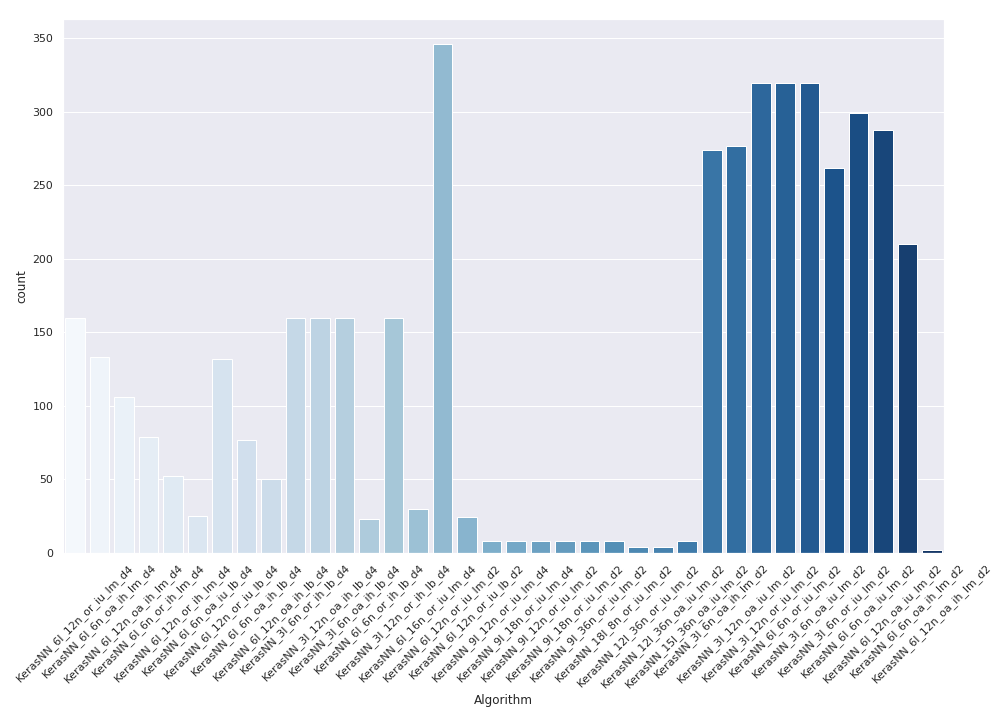 350
300
250
200
150
100
50
0
count
KerasNN_6l_12n_or_iu_lm_d4
KerasNN_6l_6n_oa_ih_lm_d4
KerasNN_6l_12n_oa_ih_lm_d4
KerasNN_6l_6n_or_ih_lm_d4
KerasNN_6l_12n_or_ih_lm_d4
KerasNN_6l_6n_oa_iu_lb_d4
KerasNN_6l_12n_or_iu_lb_d4
KerasNN_6l_6n_oa_ih_lb_d4
KerasNN_6l_12n_oa_ih_lb_d4
KerasNN_3l_6n_or_ih_lb_d4
KerasNN_3l_12n_oa_ih_lb_d4
KerasNN_3l_6n_oa_ih_lb_d4
KerasNN_6l_6n_or_ih_lb_d4
KerasNN_3l_12n_or_ih_lb_d4
KerasNN_6l_16n_or_iu_lm_d4
KerasNN_6l_12n_or_iu_lm_d2
KerasNN_6l_12n_or_iu_lb_d2
KerasNN_9l_12n_or_iu_lm_d4
KerasNN_9l_18n_or_iu_lm_d4
KerasNN_9l_12n_or_iu_lm_d2
KerasNN_9l_18n_or_iu_lm_d2
KerasNN_9l_36n_or_iu_lm_d2
KerasNN_18l_8n_or_iu_lm_d2
KerasNN_12l_36n_or_iu_lm_d2
KerasNN_12l_36n_oa_iu_lm_d2
KerasNN_15l_36n_oa_iu_lm_d2
KerasNN_3l_6n_oa_ih_lm_d2
KerasNN_3l_12n_oa_iu_lm_d2
KerasNN_3l_12n_or_iu_lm_d2
KerasNN_6l_6n_or_iu_lm_d2
KerasNN_3l_6n_oa_iu_lm_d2
KerasNN_3l_6n_or_iu_lm_d2
KerasNN_6l_6n_oa_iu_lm_d2
KerasNN_6l_12n_oa_iu_lm_d2
KerasNN_6l_6n_oa_ih_lm_d2
KerasNN_6l_12n_oa_ih_lm_d2
Algorithm